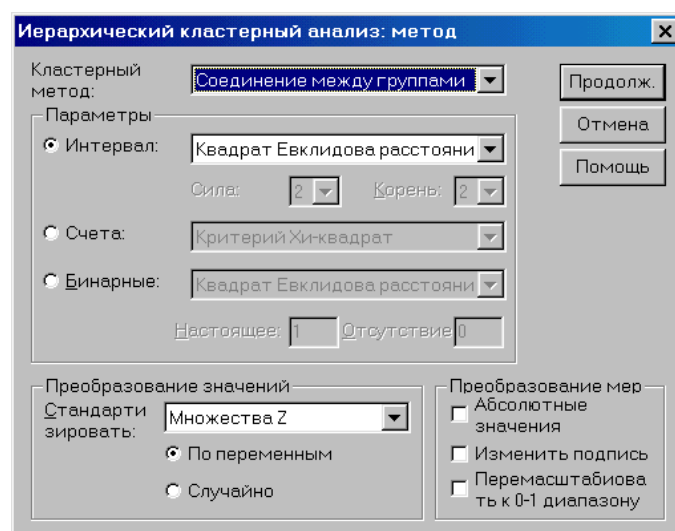 Иерархический кластерный анализ: метод
Кластерный
метод:
Соединение между группами
Продолж.
Отмена
Помощь
Параметры
Интервал:
Квадрат Евклидова расстояни
Сила:
2
Корень:
2
Счета:
Критерий Хи-квадрат
Бинарные:
Квадрат Евклидова расстояни
Настоящее:
1
Отсутствие
0
Преобразование значений
Стандарти
зировать:
Множества Z
По переменным
Случайно
Преобразование мер
Абсолютные
значения
Изменить подпись
Перемасштабиова
ть к 0-1 диапазону